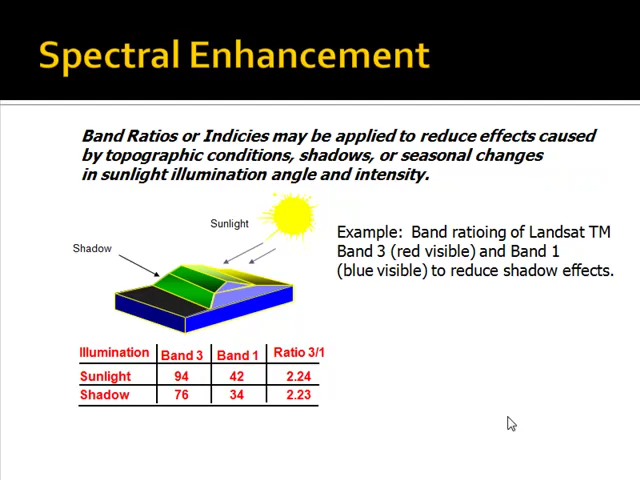 Spectral Enhancement
Band Ratios or Indicies may be applied to reduce effects caused
by topographic conditions, shadows, or seasonal changes
in sunlight illumination angle and intensity.
Sunlight
Shadow
Example: Band ratioing of Landsat TM
Band 3 (red visible) and Band 1
(blue visible) to reduce shadow effects.
Illumination Band 3 Band 1 Ratio 3/1
Sunlight 94 42 2.24
Shadow 76 34 2.23